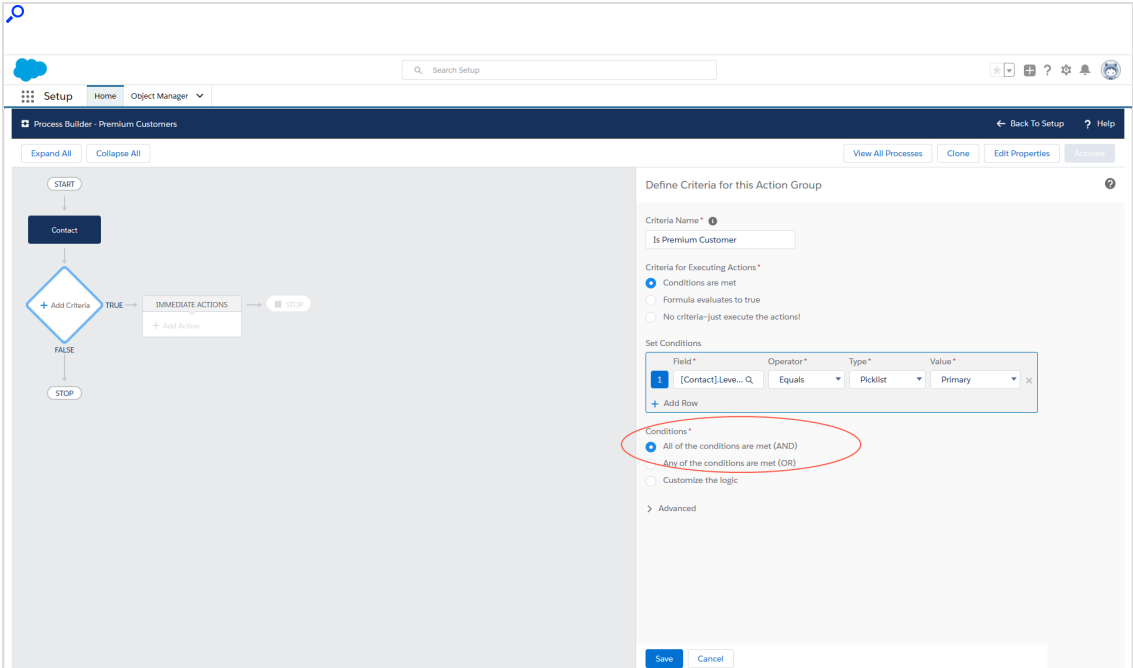 Search Setup
Setup Home Object Manager
Process Builder - Premium Customers ← Back To Setup ? Help
Expand All Collapse All View All Processes Clone Edit Properties Activate
START
Contact
+ Add Criteria TRUE IMMEDIATE ACTIONS STOP
+ Add Action
FALSE
STOP
Define Criteria for this Action Group
Criteria Name*
Is Premium Customer
Criteria for Executing Actions*
Conditions are met
Formula evaluates to true
No criteria–just execute the actions!
Set Conditions
Field* Operator* Type* Value*
1 [Contact].Leve... Equals Picklist Primary ×
+ Add Row
Conditions*
All of the conditions are met (AND)
Any of the conditions are met (OR)
Customize the logic
> Advanced
Save Cancel